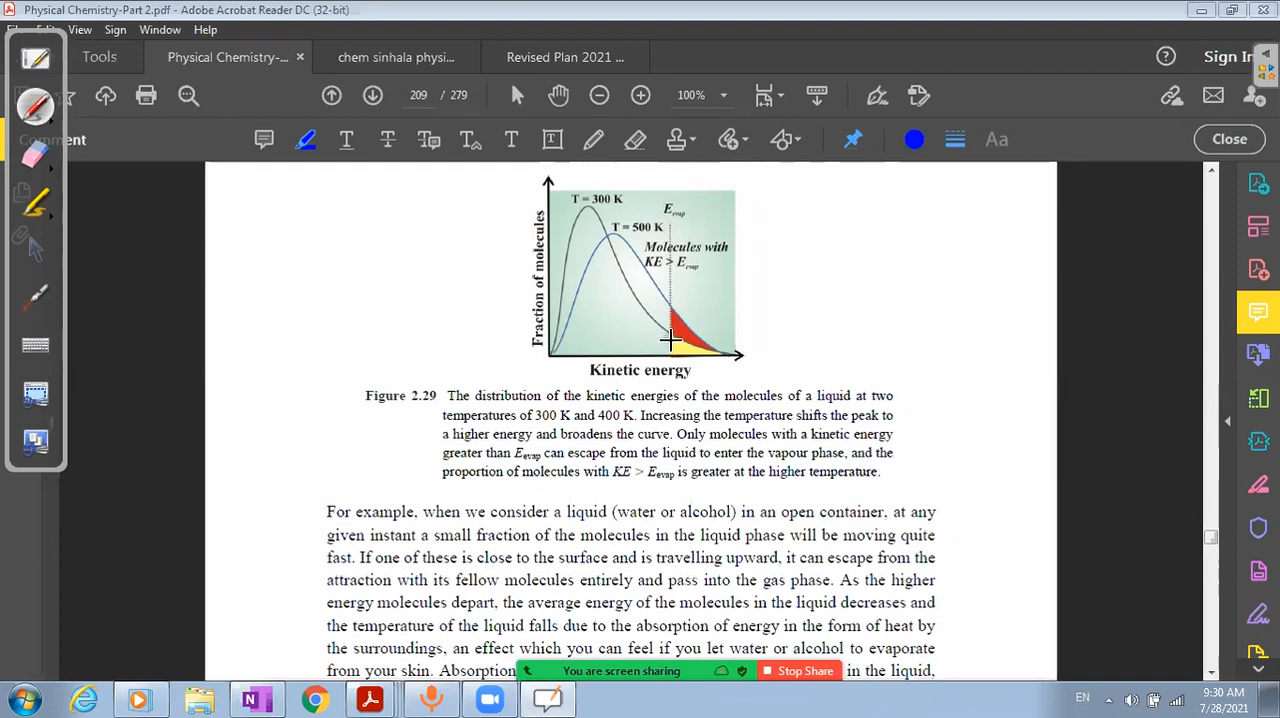 Physical Chemistry-Part 2.pdf - Adobe Acrobat Reader DC (32-bit)
View Sign Window Help
Tools
Physical Chemistry-... ×
chem sinhala physi...
Revised Plan 2021 ...
Sign In
209 / 279
100%
Comment
Aa
Close
T = 300 K
E evap
T = 500 K
Molecules with
KE > E evap
Fraction of molecules
Kinetic energy
Figure 2.29 The distribution of the kinetic energies of the molecules of a liquid at two
temperatures of 300 K and 400 K. Increasing the temperature shifts the peak to
a higher energy and broadens the curve. Only molecules with a kinetic energy
greater than Eevap can escape from the liquid to enter the vapour phase, and the
proportion of molecules with KE > Eevap is greater at the higher temperature.
For example, when we consider a liquid (water or alcohol) in an open container, at any
given instant a small fraction of the molecules in the liquid phase will be moving quite
fast. If one of these is close to the surface and is travelling upward, it can escape from the
attraction with its fellow molecules entirely and pass into the gas phase. As the higher
energy molecules depart, the average energy of the molecules in the liquid decreases and
the temperature of the liquid falls due to the absorption of energy in the form of heat by
the surroundings, an effect which you can feel if you let water or alcohol to evaporate
from your skin. Absorption in the liquid,
You are screen sharing
Stop Share
EN
9:30 AM
7/28/2021